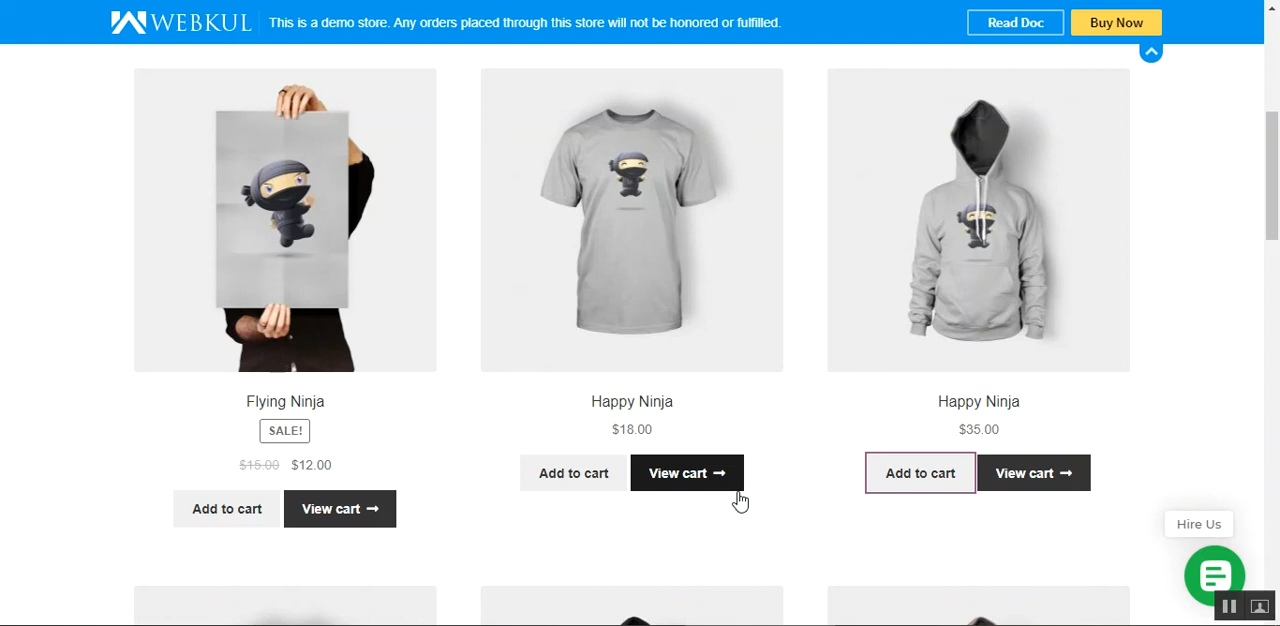 WEBKUL This is a demo store. Any orders placed through this store will not be honored or fulfilled. Read Doc Buy Now
Flying Ninja
SALE!
$15.00 $12.00
Add to cart View cart →
Happy Ninja
$18.00
Add to cart View cart →
Happy Ninja
$35.00
Add to cart View cart →
Hire Us